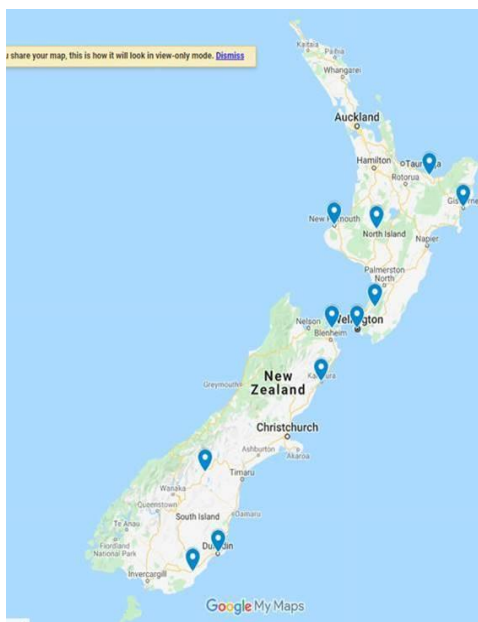 Kaitaia
Paihia
u share your map, this is how it will look in view-only mode. Dismiss
Whangarei
Auckland
Hamilton
Rotorua
North Island
Napier
Palmerston
North
Nelson
Blenheim
Greymouth
New
Zealand
Christchurch
Ashburton
Akaroa
Timaru
Wanaka
Queenstown
Oamaru
South Island
Te Anau
Fiordland
National Park
Invercargill
Google My Maps